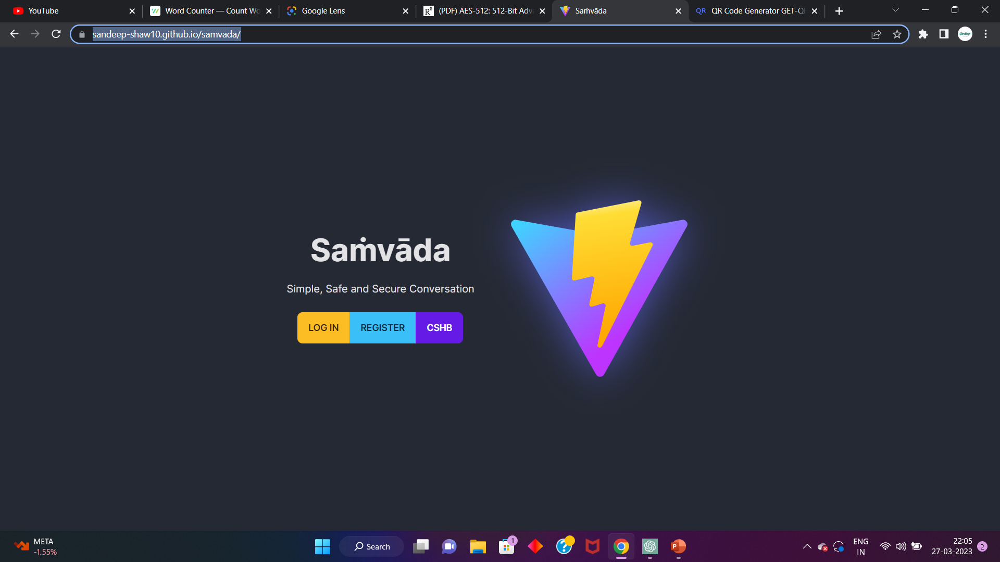 YouTube
Word Counter — Count Wo
Google Lens
(PDF) AES-512: 512-Bit Adv
Saṁvāda
QR Code Generator GET-QR
sandeep-shaw10.github.io/samvada/
Saṁvāda
Simple, Safe and Secure Conversation
LOG IN
REGISTER
CSHB
META
-1.55%
Search
1
ENG
IN
22:05
27-03-2023
2